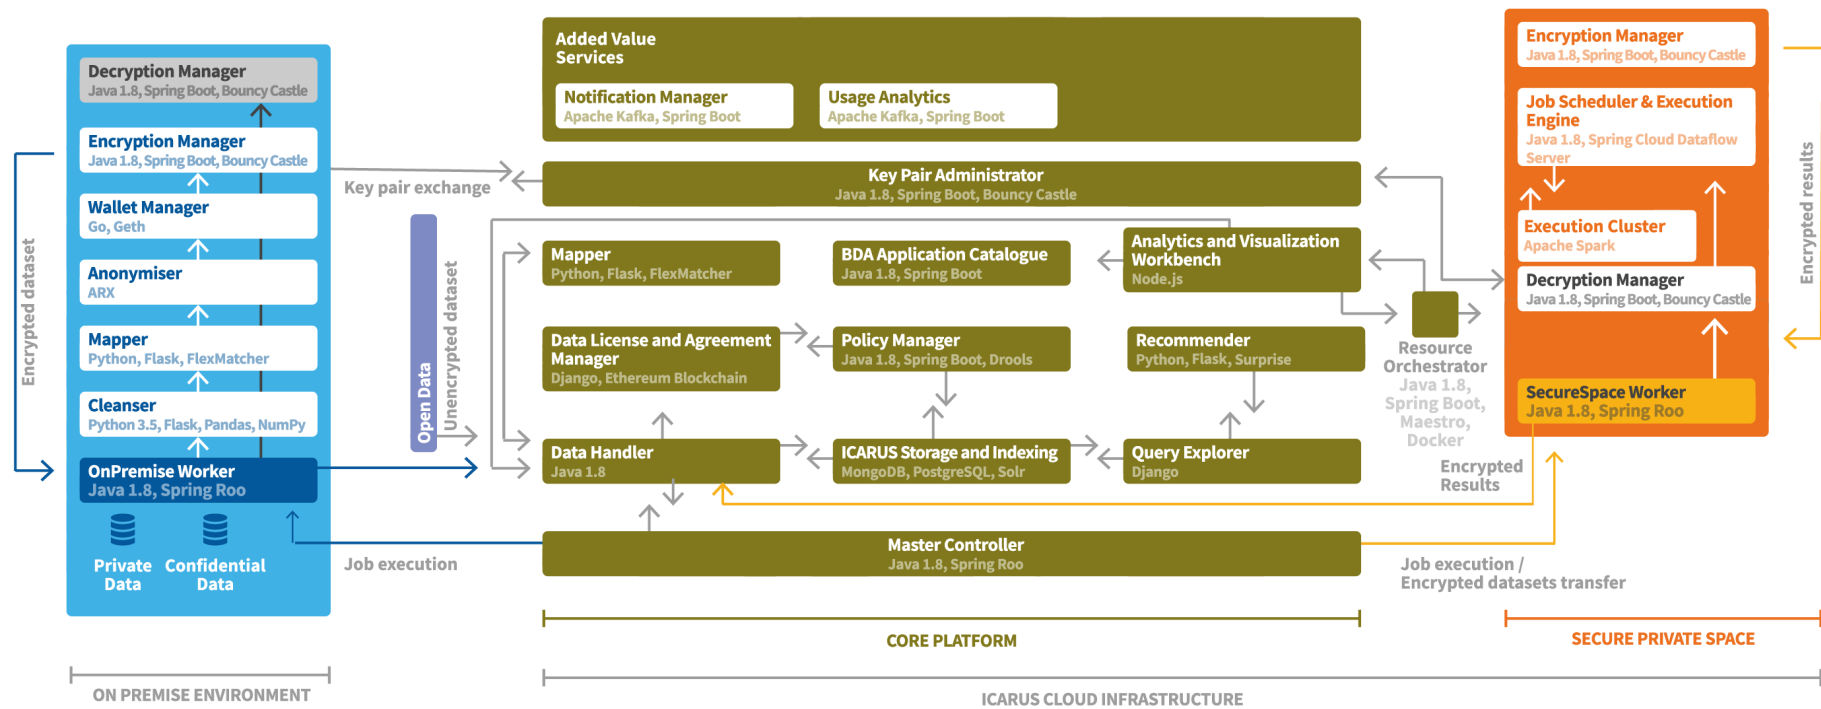 Decryption Manager
Java 1.8, Spring Boot, Bouncy Castle
Encryption Manager
Java 1.8, Spring Boot, Bouncy Castle
Wallet Manager
Go, Geth
Anonymiser
ARX
Mapper
Python, Flask, FlexMatcher
Cleanser
Python 3.5, Flask, Pandas, NumPy
OnPremise Worker
Java 1.8, Spring Roo
Private
Data
Confidential
Data
Encrypted dataset
ON PREMISE ENVIRONMENT
Key pair exchange
Open Data
Unencrypted dataset
Job execution
Added Value
Services
Notification Manager
Apache Kafka, Spring Boot
Usage Analytics
Apache Kafka, Spring Boot
Key Pair Administrator
Java 1.8, Spring Boot, Bouncy Castle
Mapper
Python, Flask, FlexMatcher
BDA Application Catalogue
Java 1.8, Spring Boot
Analytics and Visualization
Workbench
Node.js
Data License and Agreement
Manager
Django, Ethereum Blockchain
Policy Manager
Java 1.8, Spring Boot, Drools
Recommender
Python, Flask, Surprise
Data Handler
Java 1.8
ICARUS Storage and Indexing
MongoDB, PostgreSQL, Solr
Query Explorer
Django
Master Controller
Java 1.8, Spring Roo
CORE PLATFORM
Resource
Orchestrator
Java 1.8,
Spring Boot,
Maestro,
Docker
Encrypted
Results
Job execution /
Encrypted datasets transfer
Encryption Manager
Java 1.8, Spring Boot, Bouncy Castle
Job Scheduler & Execution
Engine
Java 1.8, Spring Cloud Dataflow
Server
Execution Cluster
Apache Spark
Decryption Manager
Java 1.8, Spring Boot, Bouncy Castle
SecureSpace Worker
Java 1.8, Spring Roo
Encrypted results
SECURE PRIVATE SPACE
ICARUS CLOUD INFRASTRUCTURE